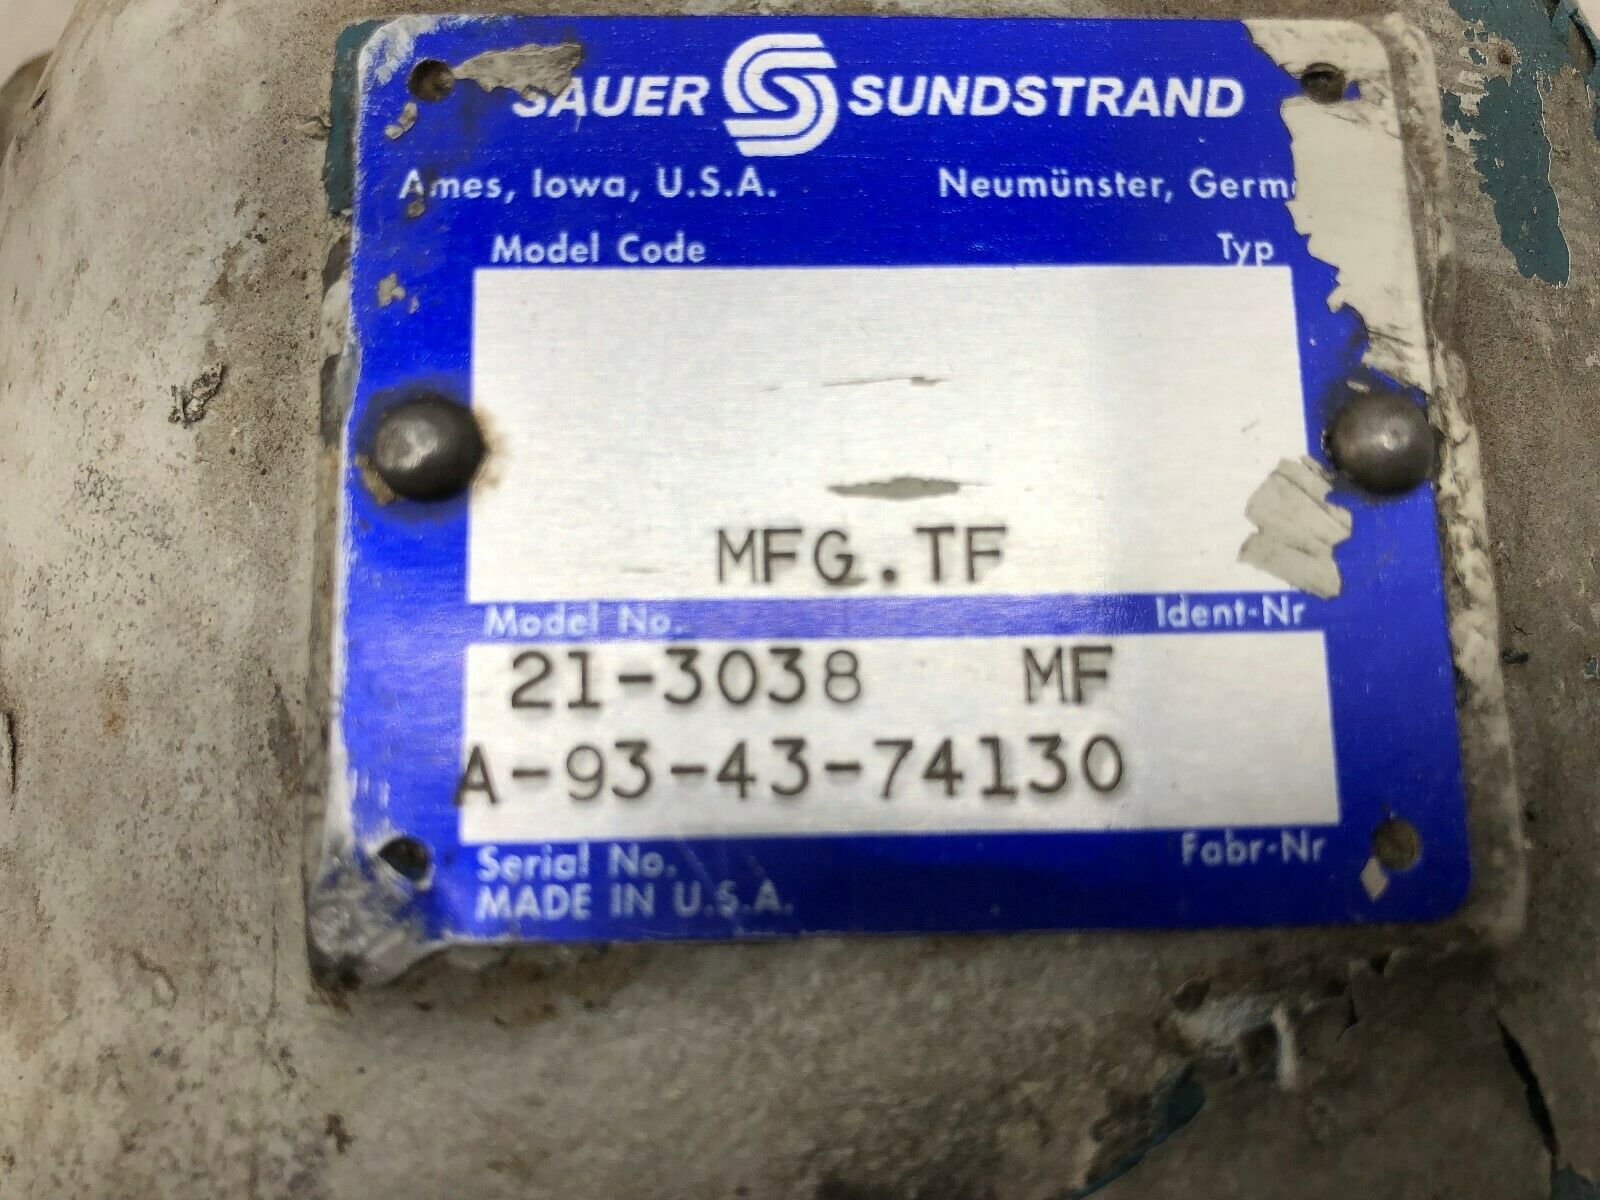 SAUER SUNDSTRAND
Ames, Iowa, U.S.A. Neumünster, Germ
Model Code Typ
MFG.TF
Model No. Ident-Nr
21-3038 MF
A-93-43-74130
Serial No. Fabr-Nr
MADE IN U.S.A.